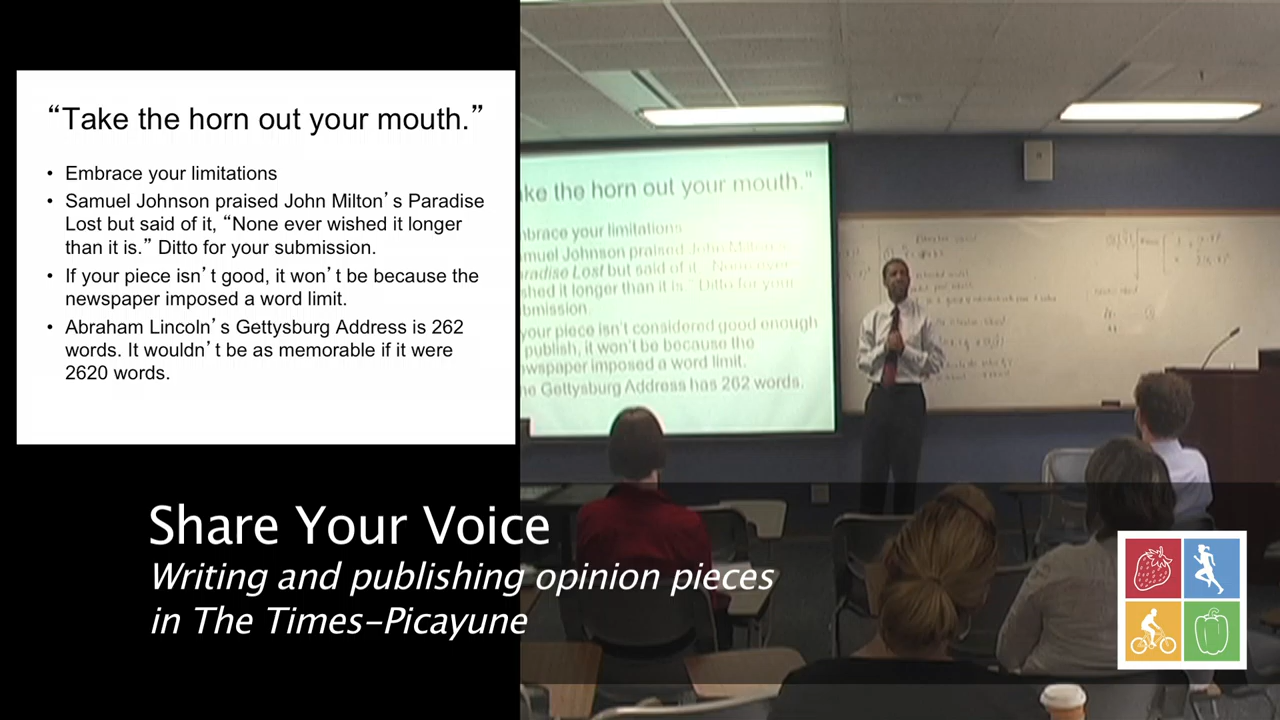 “Take the horn out your mouth.”
• Embrace your limitations
• Samuel Johnson praised John Milton’s Paradise
Lost but said of it, “None ever wished it longer
than it is.” Ditto for your submission.
• If your piece isn’t good, it won’t be because the
newspaper imposed a word limit.
• Abraham Lincoln’s Gettysburg Address is 262
words. It wouldn’t be as memorable if it were
2620 words.
ke the horn out your mouth."
brace your limitations
muel Johnson praised John Milton's
radise Lost but said of it, "None ever
shed it longer than it is." Ditto for your
bmission.
your piece isn't considered good enough
publish, it won't be because the
wspaper imposed a word limit.
he Gettysburg Address has 262 words.
Share Your Voice
Writing and publishing opinion pieces
in The Times-Picayune